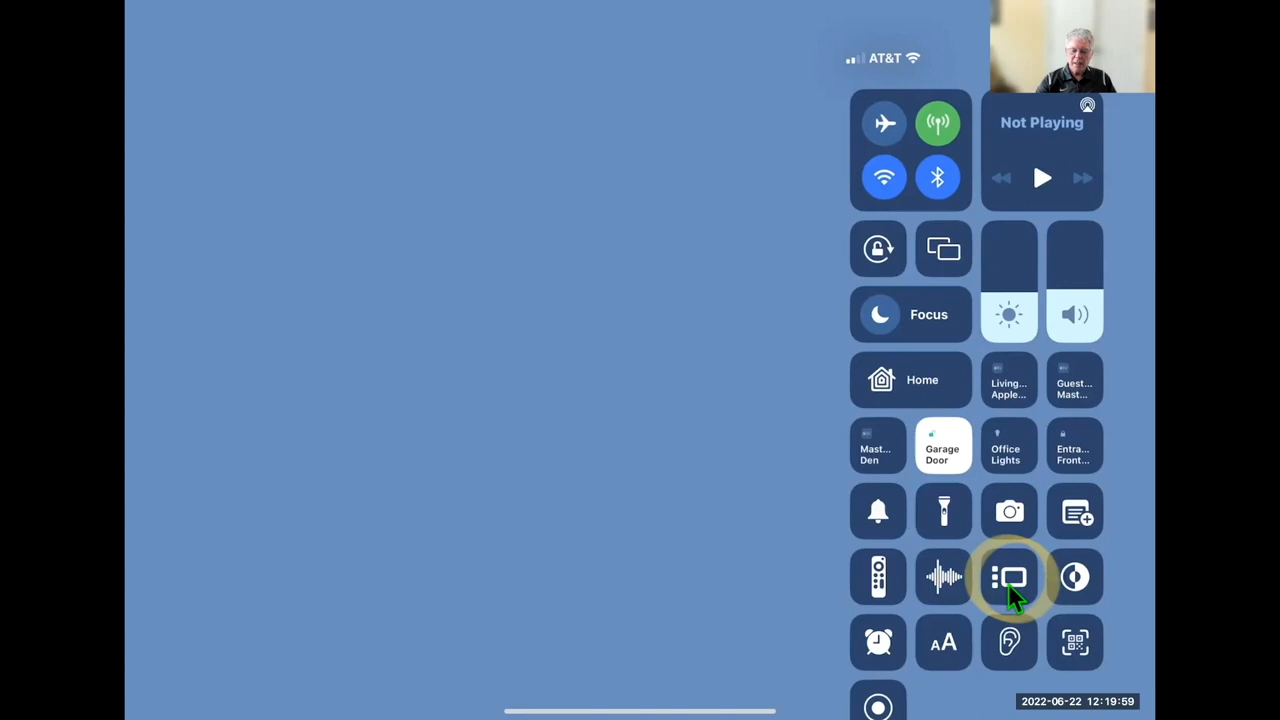 AT&T
Not Playing
Focus
Home
Living...
Apple...
Guest...
Mast...
Mast...
Den
Garage
Door
Office
Lights
Entra...
Front...
AA
2022-06-22 12:19:59